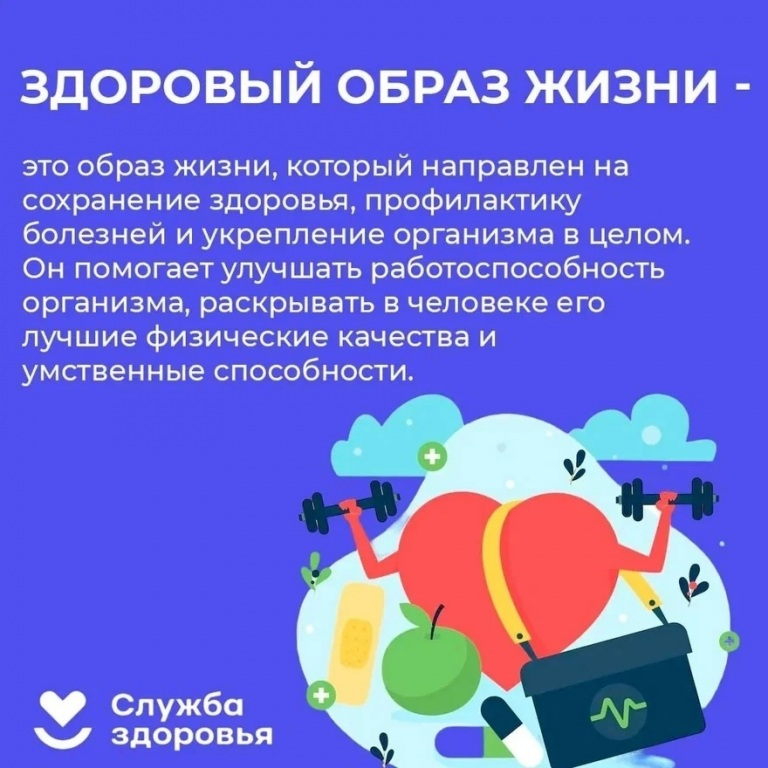 ЗДОРОВЫЙ ОБРАЗ ЖИЗНИ -
это образ жизни, который направлен на
сохранение здоровья, профилактику
болезней и укрепление организма в целом.
Он помогает улучшать работоспособность
организма, раскрывать в человеке его
лучшие физические качества и
умственные способности.
Служба
здоровья